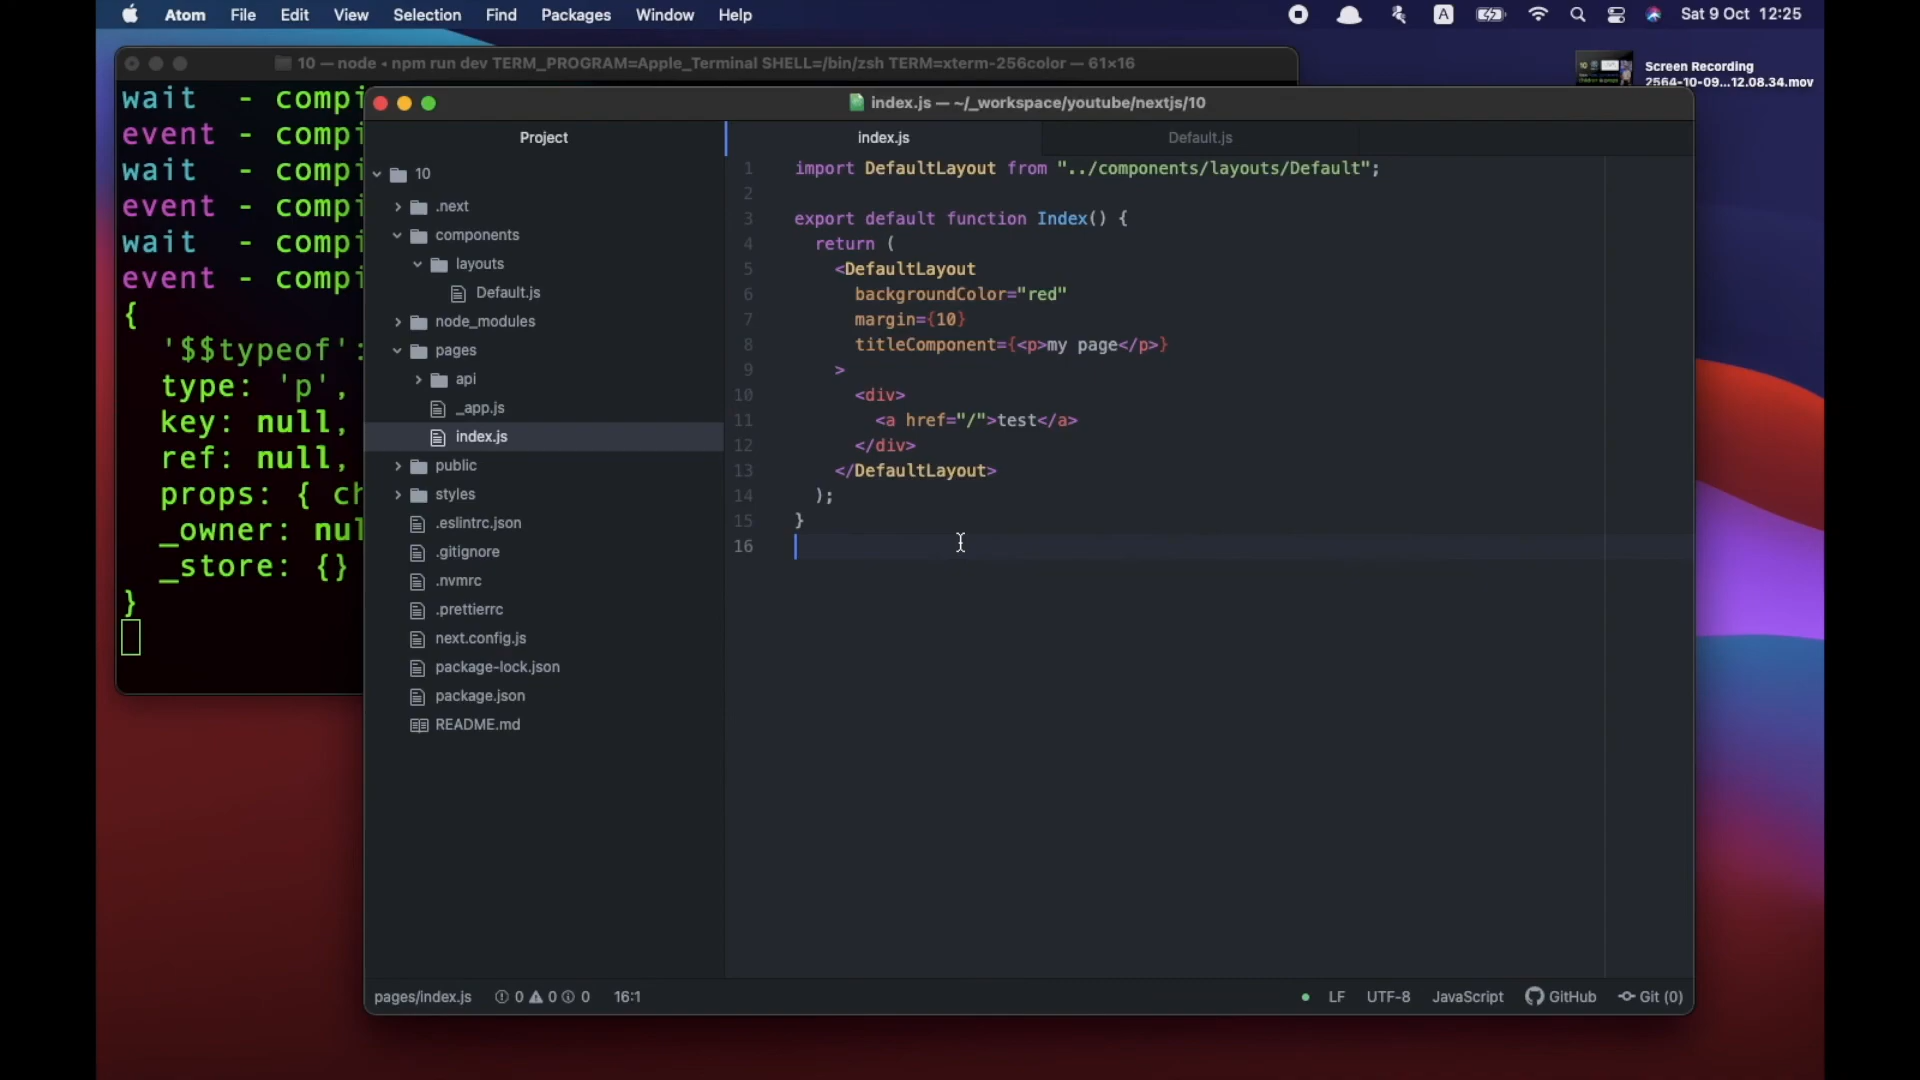 Atom File Edit View Selection Find Packages Window Help A Sat 9 Oct 12:25
10 — node ◂ npm run dev TERM_PROGRAM=Apple_Terminal SHELL=/bin/zsh TERM=xterm-256color — 61×16
Screen Recording
2564-10-09...12.08.34.mov
wait - compi
event - compi
wait - compi
event - compi
wait - compi
event - compi
{
'$$typeof':
type: 'p',
key: null,
ref: null,
props: { ch
_owner: nul
_store: {}
}
index.js — ~/_workspace/youtube/nextjs/10
Project
10
.next
components
layouts
Default.js
node_modules
pages
api
_app.js
index.js
public
styles
.eslintrc.json
.gitignore
.nvmrc
.prettierrc
next.config.js
package-lock.json
package.json
README.md
index.js Default.js
1 import DefaultLayout from "../components/layouts/Default";
2
3 export default function Index() {
4 return (
5 <DefaultLayout
6 backgroundColor="red"
7 margin={10}
8 titleComponent={<p>my page</p>}
9 >
10 <div>
11 <a href="/">test</a>
12 </div>
13 </DefaultLayout>
14 );
15 }
16
pages/index.js 0 0 0 16:1 LF UTF-8 JavaScript GitHub Git (0)